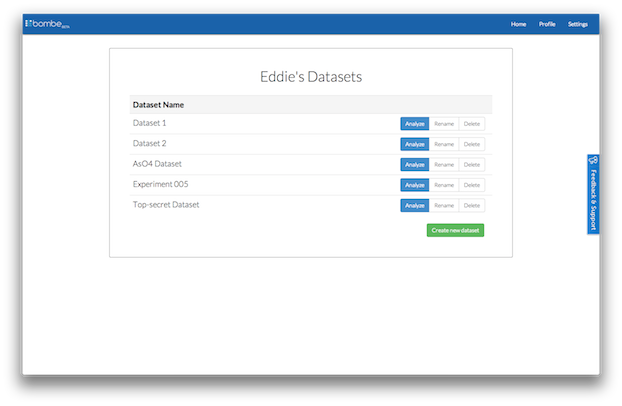 bombe BETA
Home Profile Settings
Eddie's Datasets
Dataset Name
Dataset 1 Analyze Rename Delete
Dataset 2 Analyze Rename Delete
AsO4 Dataset Analyze Rename Delete
Experiment 005 Analyze Rename Delete
Top-secret Dataset Analyze Rename Delete
Create new dataset
Feedback & Support